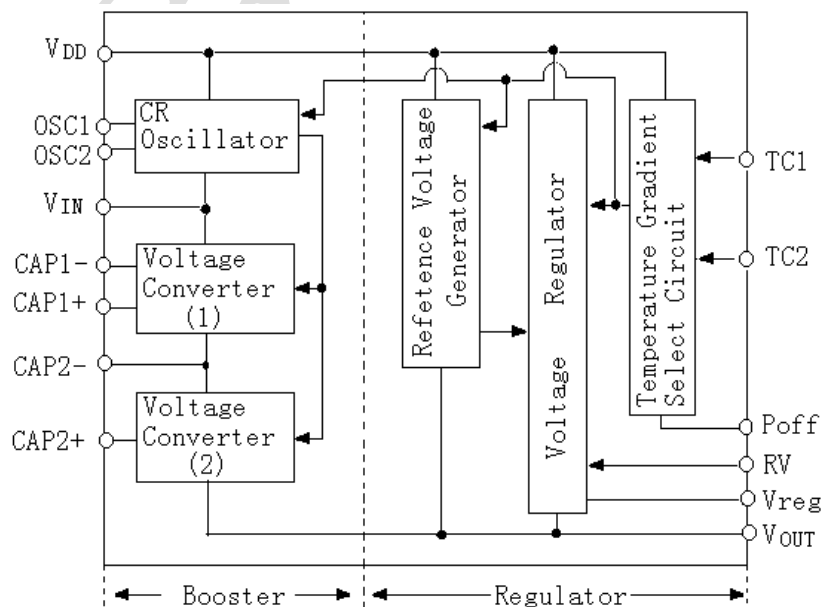 VDD
OSC1
OSC2
VIN
CAP1-
CAP1+
CAP2-
CAP2+
CR
Oscillator
Voltage
Converter
(1)
Voltage
Converter
(2)
Refetence Voltage
Generator
Voltage Regulator
Temperature Gradient
Select Circuit
TC1
TC2
Poff
RV
Vreg
VOUT
Booster
Regulator